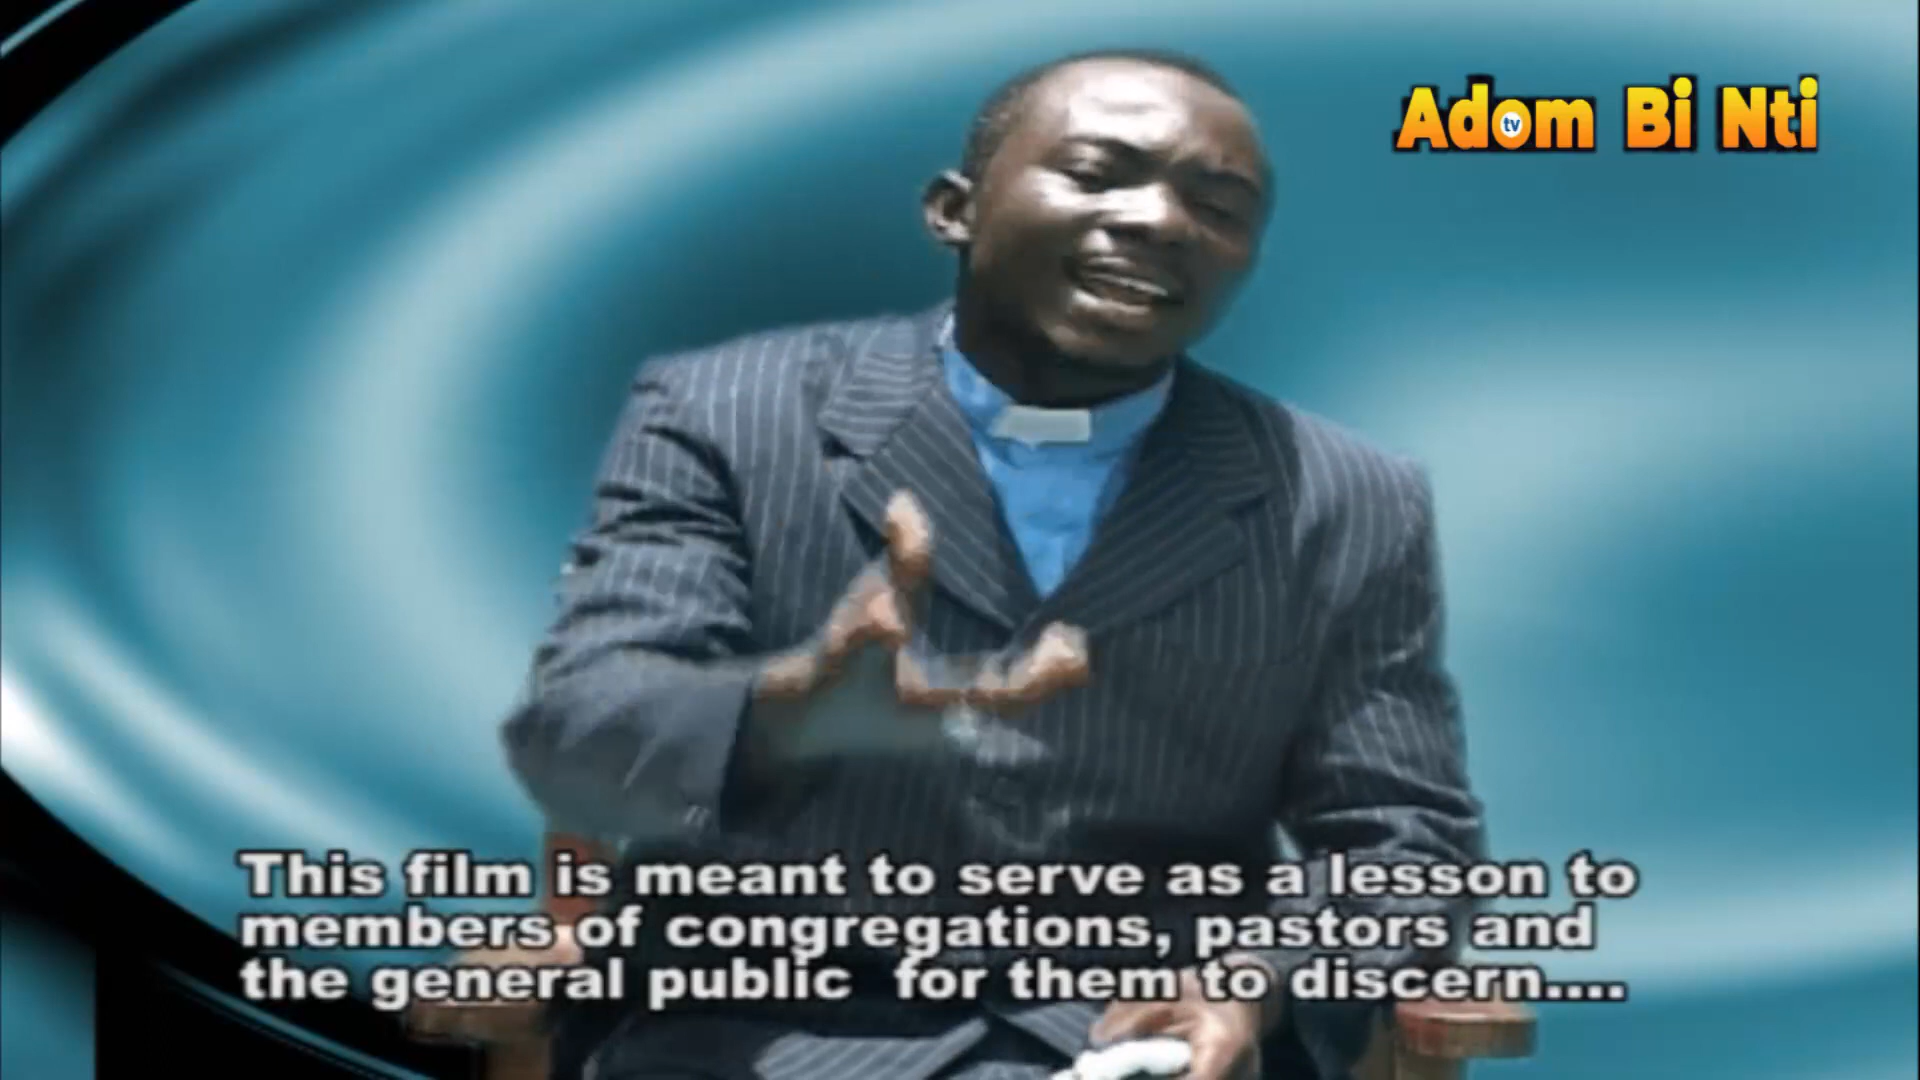 Adom Bi Nti
tv
This film is meant to serve as a lesson to
members of congregations, pastors and
the general public for them to discern....